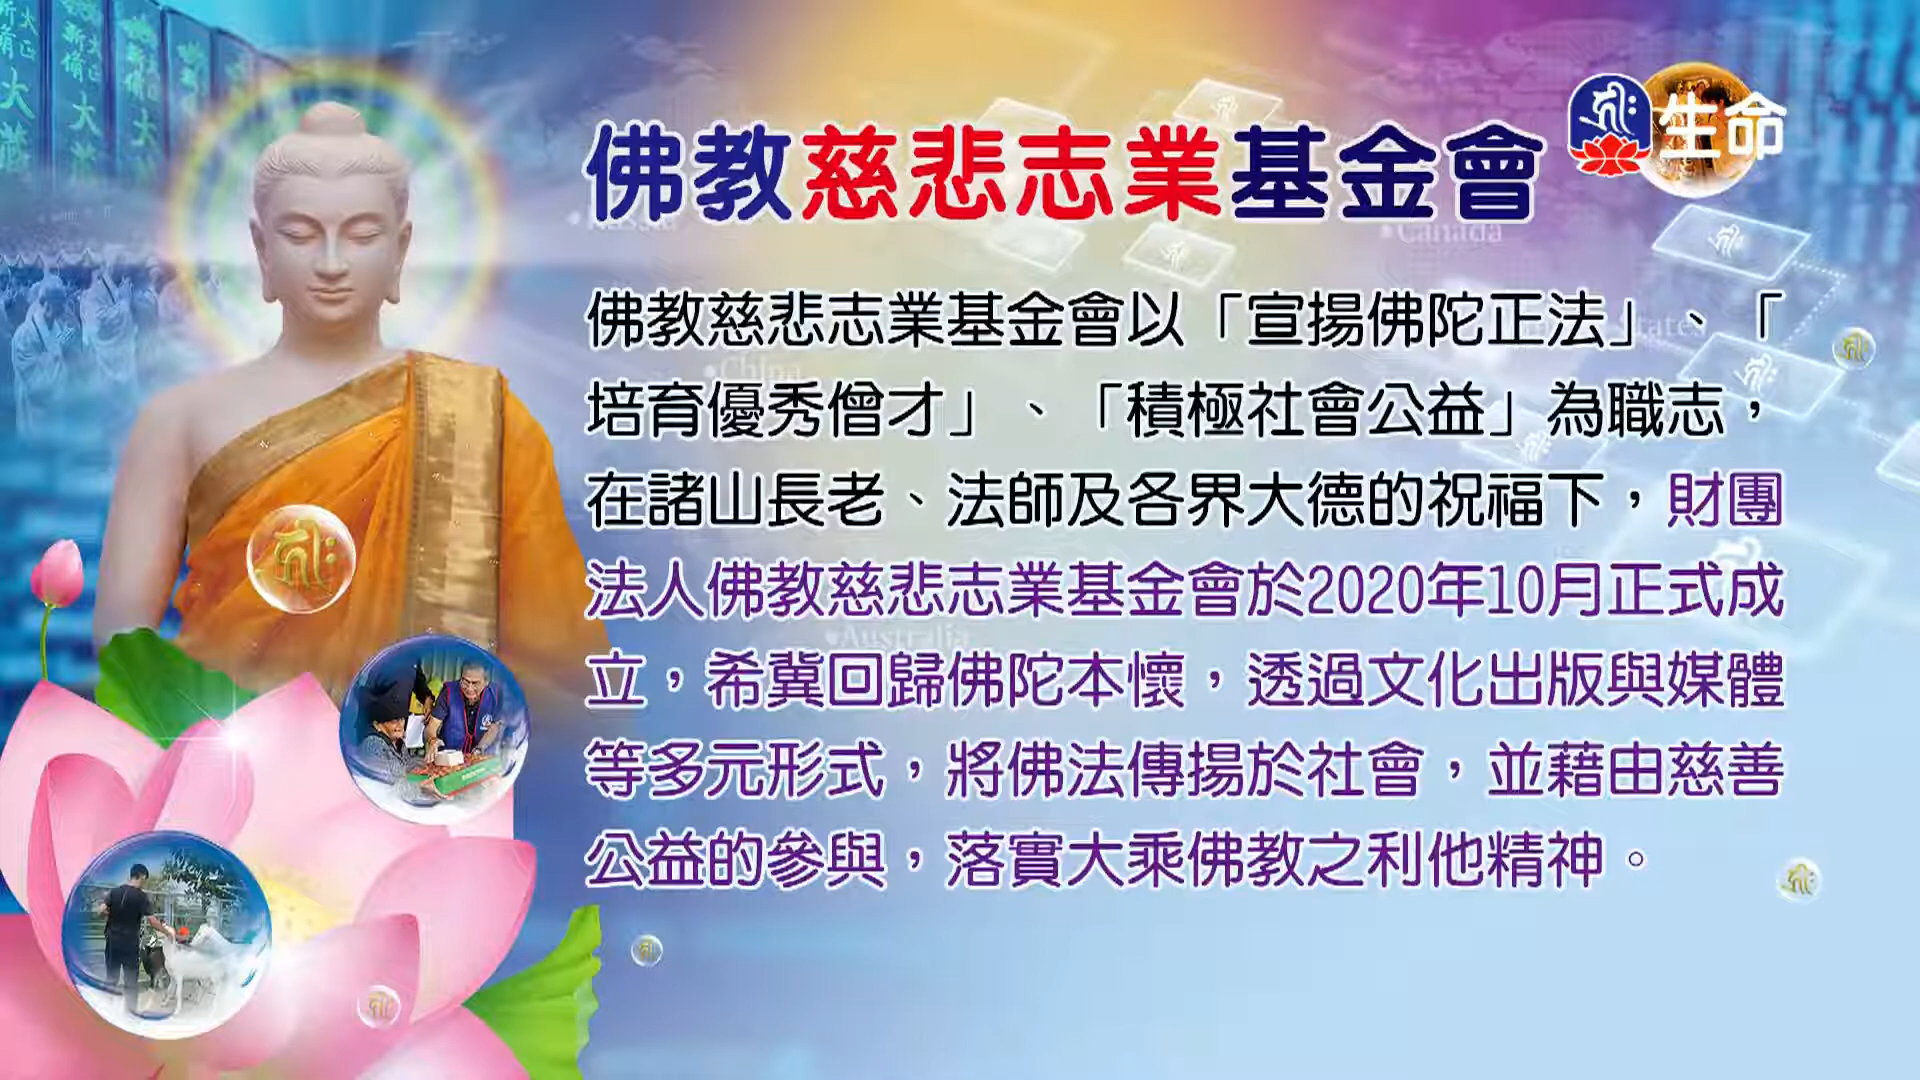 佛教慈悲志業基金會
生命
佛教慈悲志業基金會以「宣揚佛陀正法」、「
培育優秀僧才」、「積極社會公益」為職志，
在諸山長老、法師及各界大德的祝福下，財團
法人佛教慈悲志業基金會於2020年10月正式成
立，希冀回歸佛陀本懷，透過文化出版與媒體
等多元形式，將佛法傳揚於社會，並藉由慈善
公益的參與，落實大乘佛教之利他精神。
Canada
China
States
Australia